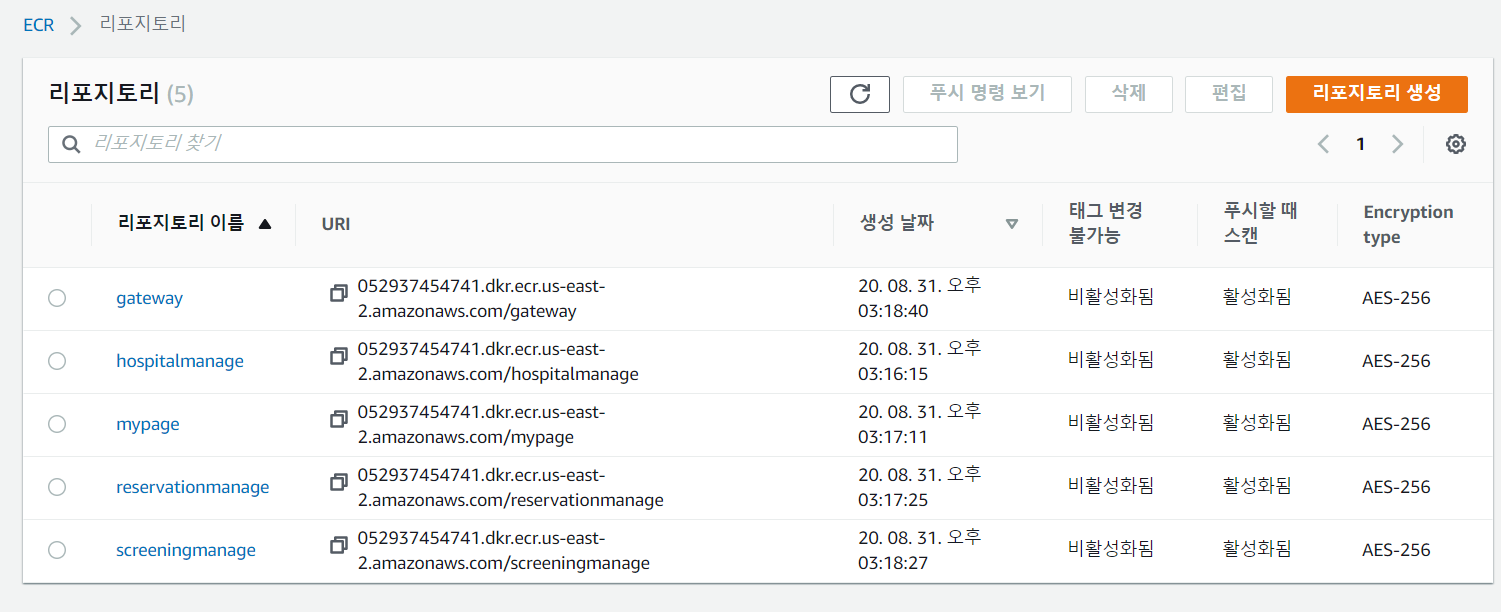 ECR > 리포지토리
리포지토리 (5)
푸시 명령 보기
삭제
편집
리포지토리 생성
리포지토리 찾기
1
리포지토리 이름
URI
생성 날짜
태그 변경
불가능
푸시할 때
스캔
Encryption
type
gateway
052937454741.dkr.ecr.us-east-
2.amazonaws.com/gateway
20. 08. 31. 오후
03:18:40
비활성화됨
활성화됨
AES-256
hospitalmanage
052937454741.dkr.ecr.us-east-
2.amazonaws.com/hospitalmanage
20. 08. 31. 오후
03:16:15
비활성화됨
활성화됨
AES-256
mypage
052937454741.dkr.ecr.us-east-
2.amazonaws.com/mypage
20. 08. 31. 오후
03:17:11
비활성화됨
활성화됨
AES-256
reservationmanage
052937454741.dkr.ecr.us-east-
2.amazonaws.com/reservationmanage
20. 08. 31. 오후
03:17:25
비활성화됨
활성화됨
AES-256
screeningmanage
052937454741.dkr.ecr.us-east-
2.amazonaws.com/screeningmanage
20. 08. 31. 오후
03:18:27
비활성화됨
활성화됨
AES-256